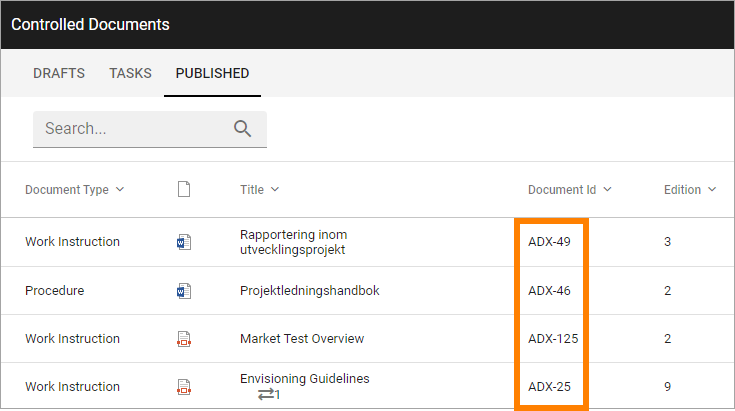 Controlled Documents
DRAFTS TASKS PUBLISHED
Search...
Document Type Title Document Id Edition
Work Instruction Rapportering inom utvecklingsprojekt ADX-49 3
Procedure Projektledningshandbok ADX-46 2
Work Instruction Market Test Overview ADX-125 2
Work Instruction Envisioning Guidelines ADX-25 9
1